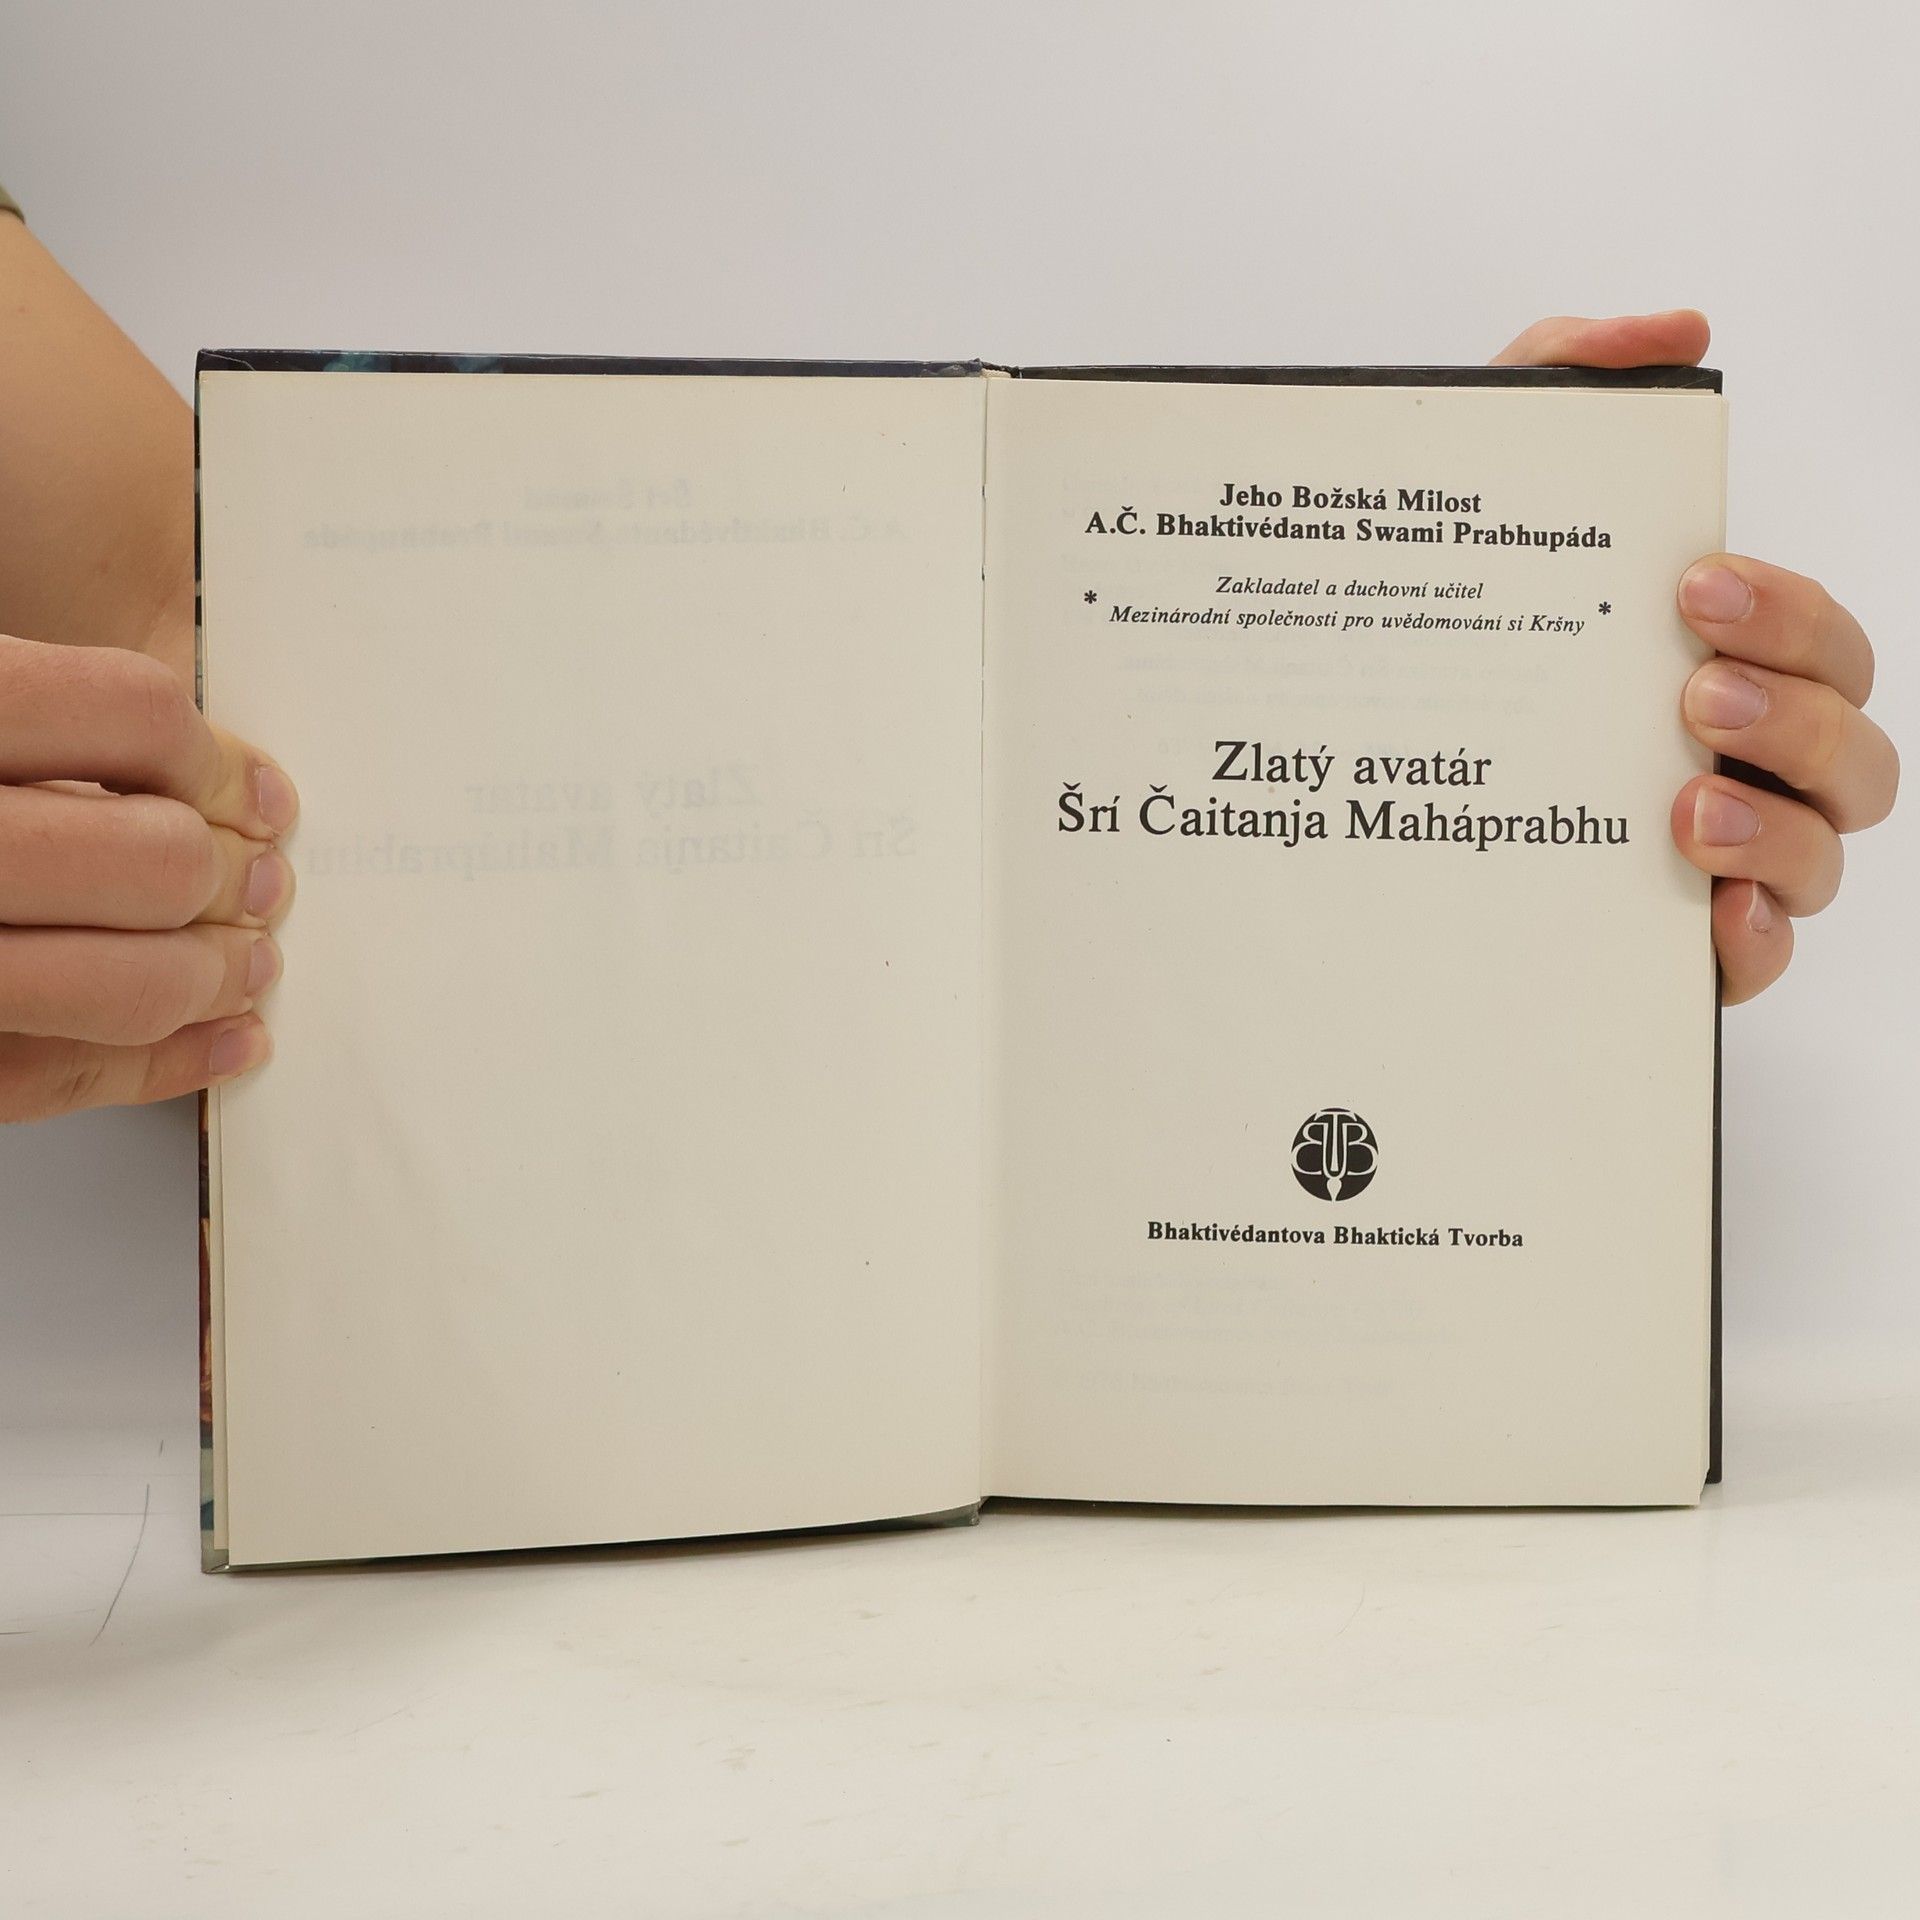 Jeho Božská Milost
A.Č. Bhaktivédanta Swami Prabhupáda
Zakladatel a duchovní učitel
* Mezinárodní společnosti pro uvědomování si Kršny *
Zlatý avatár
Šrí Čaitanja Maháprabhu
BTB
Bhaktivédantova Bhaktická Tvorba